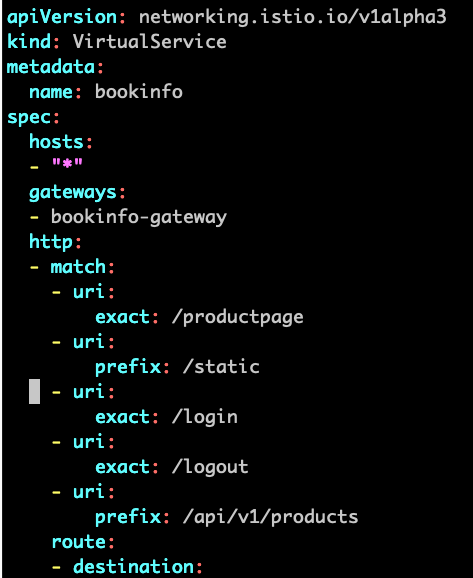 apiVersion: networking.istio.io/v1alpha3
kind: VirtualService
metadata:
  name: bookinfo
spec:
  hosts:
  - "*"
  gateways:
  - bookinfo-gateway
  http:
  - match:
    - uri:
        exact: /productpage
    - uri:
        prefix: /static
    - uri:
        exact: /login
    - uri:
        exact: /logout
    - uri:
        prefix: /api/v1/products
    route:
    - destination: